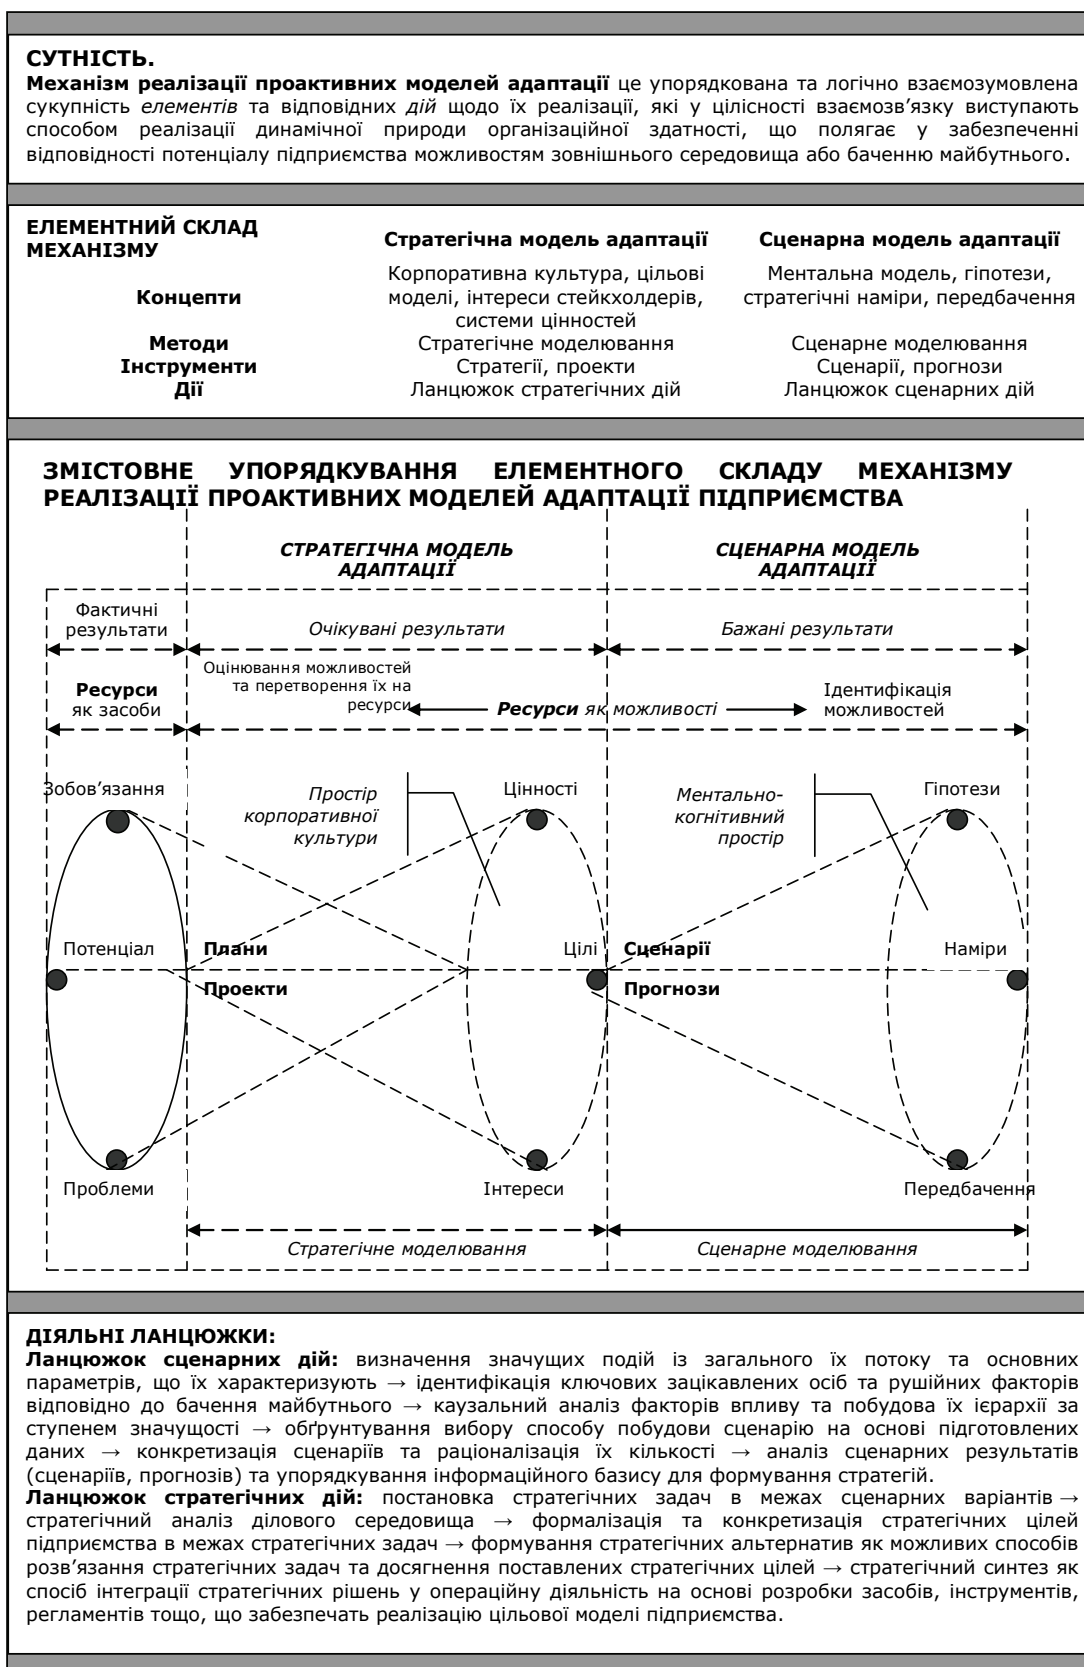 СУТНІСТЬ.
Механізм реалізації проактивних моделей адаптації це упорядкована та логічно взаємозумовлена
сукупність елементів та відповідних дій щодо їх реалізації, які у цілісності взаємозв’язку виступають
способом реалізації динамічної природи організаційної здатності, що полягає у забезпеченні
відповідності потенціалу підприємства можливостям зовнішнього середовища або баченню майбутнього.
ЕЛЕМЕНТНИЙ СКЛАД
МЕХАНІЗМУ
Стратегічна модель адаптації
Сценарна модель адаптації
Концепти
Корпоративна культура, цільові
моделі, інтереси стейкхолдерів,
системи цінностей
Ментальна модель, гіпотези,
стратегічні наміри, передбачення
Методи
Стратегічне моделювання
Сценарне моделювання
Інструменти
Стратегії, проекти
Сценарії, прогнози
Дії
Ланцюжок стратегічних дій
Ланцюжок сценарних дій
ЗМІСТОВНЕ УПОРЯДКУВАННЯ ЕЛЕМЕНТНОГО СКЛАДУ МЕХАНІЗМУ
РЕАЛІЗАЦІЇ ПРОАКТИВНИХ МОДЕЛЕЙ АДАПТАЦІЇ ПІДПРИЄМСТВА
СТРАТЕГІЧНА МОДЕЛЬ
АДАПТАЦІЇ
СЦЕНАРНА МОДЕЛЬ
АДАПТАЦІЇ
Фактичні
результати
Очікувані результати
Бажані результати
Ресурси
як засоби
Оцінювання можливостей
та перетворення їх на
ресурси
Ресурси як можливості
Ідентифікація
можливостей
Зобов’язання
Простір
корпоративної
культури
Цінності
Ментально-
когнітивний
простір
Гіпотези
Потенціал
Плани
Цілі
Сценарії
Наміри
Проекти
Прогнози
Проблеми
Інтереси
Передбачення
Стратегічне моделювання
Сценарне моделювання
ДІЯЛЬНІ ЛАНЦЮЖКИ:
Ланцюжок сценарних дій: визначення значущих подій із загального їх потоку та основних
параметрів, що їх характеризують → ідентифікація ключових зацікавлених осіб та рушійних факторів
відповідно до бачення майбутнього → каузальний аналіз факторів впливу та побудова їх ієрархії за
ступенем значущості → обґрунтування вибору способу побудови сценарію на основі підготовлених
даних → конкретизація сценаріїв та раціоналізація їх кількості → аналіз сценарних результатів
(сценаріїв, прогнозів) та упорядкування інформаційного базису для формування стратегій.
Ланцюжок стратегічних дій: постановка стратегічних задач в межах сценарних варіантів →
стратегічний аналіз ділового середовища → формалізація та конкретизація стратегічних цілей
підприємства в межах стратегічних задач → формування стратегічних альтернатив як можливих способів
розв’язання стратегічних задач та досягнення поставлених стратегічних цілей → стратегічний синтез як
спосіб інтеграції стратегічних рішень у операційну діяльність на основі розробки засобів, інструментів,
регламентів тощо, що забезпечать реалізацію цільової моделі підприємства.